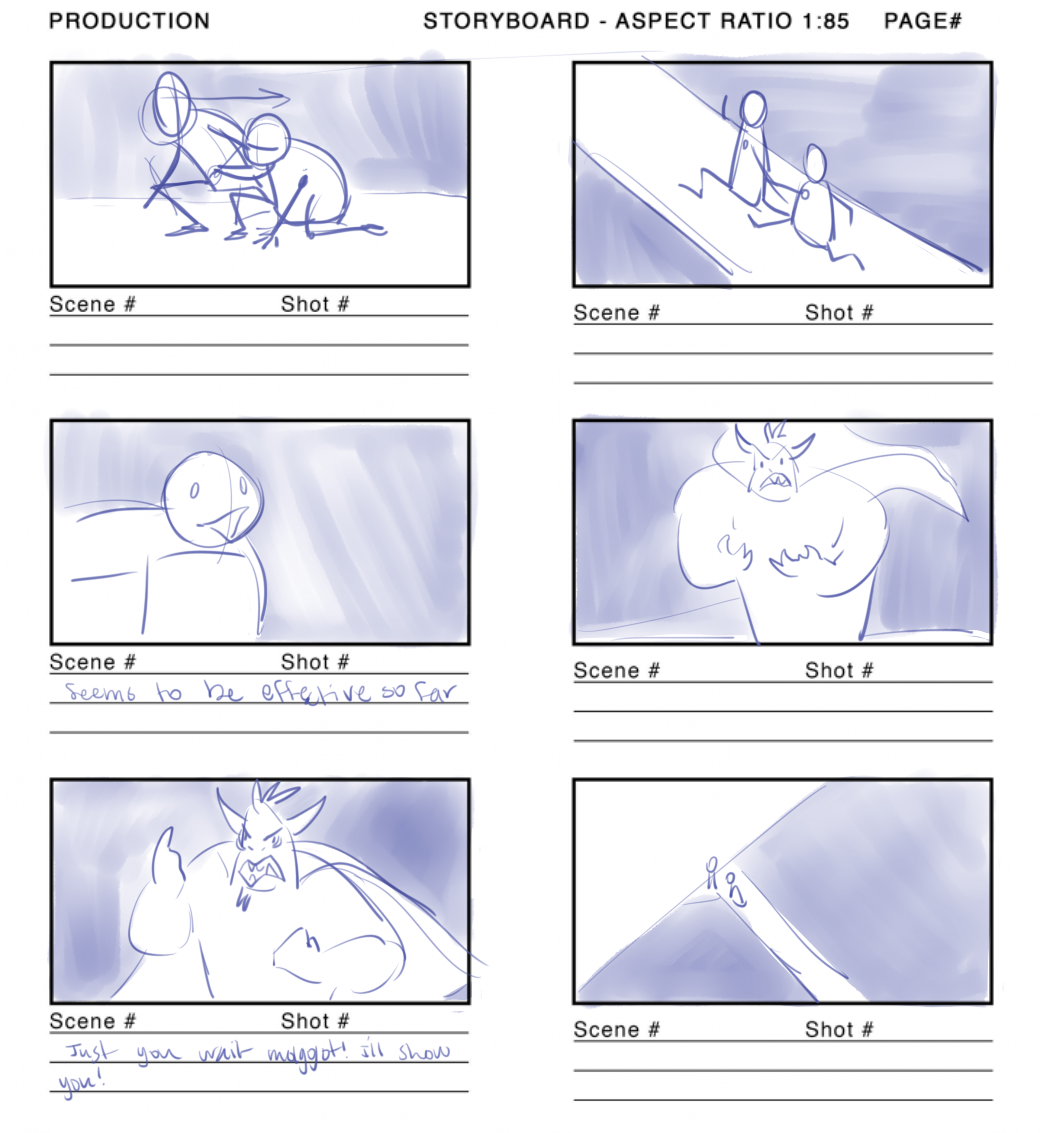 PRODUCTION STORYBOARD - ASPECT RATIO 1:85 PAGE#
Scene # Shot #
Scene # Shot #
Scene # Shot #
Seems to be effective so far
Scene # Shot #
Scene # Shot #
Just you wait maggot! I'll show
you!
Scene # Shot #